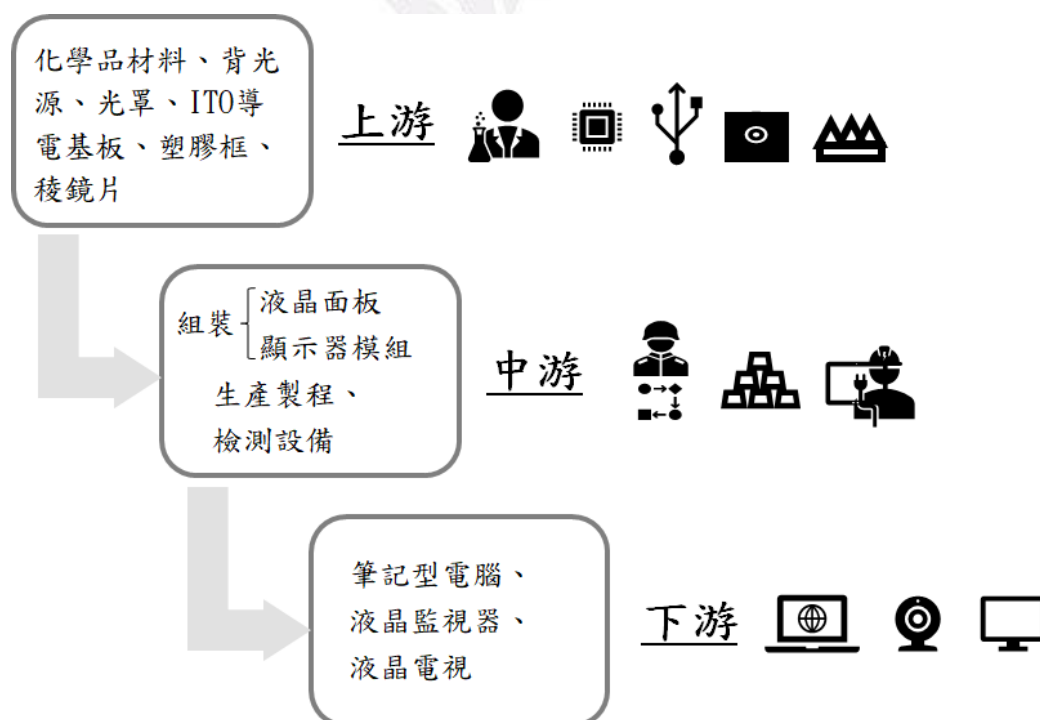 化學品材料、背光
源、光罩、ITO導
電基板、塑膠框、
稜鏡片
上游
組裝
液晶面板
顯示器模組
生產製程、
檢測設備
中游
筆記型電腦、
液晶監視器、
液晶電視
下游